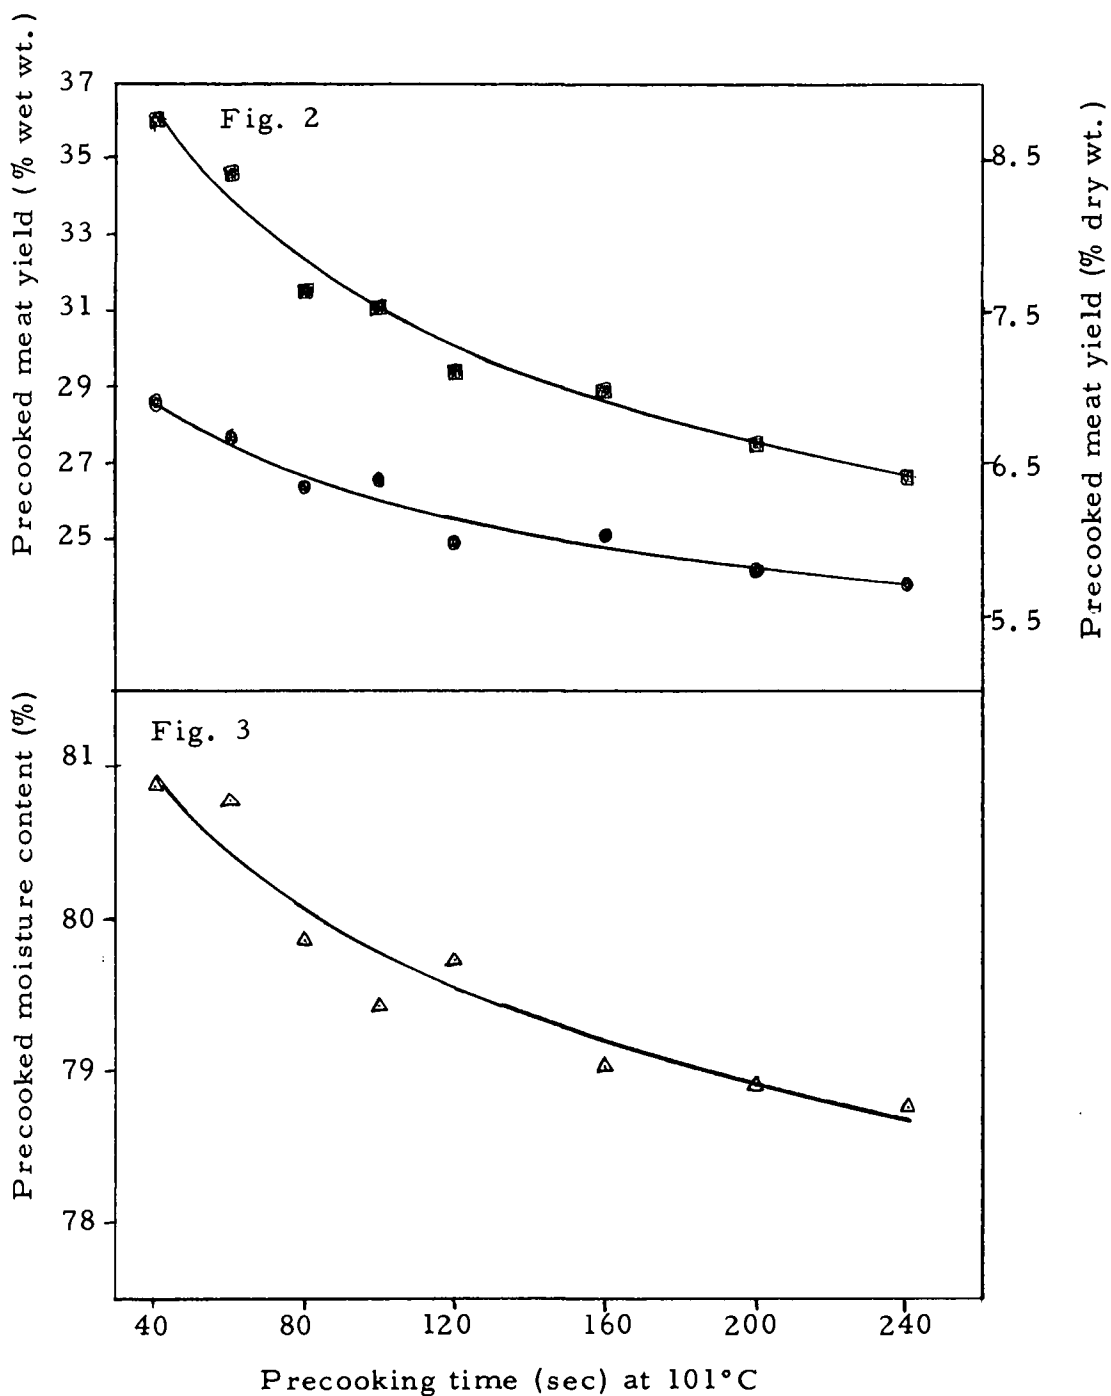 Precooked meat yield (% wet wt.)
37
35
33
31
29
27
25
Fig. 2
8.5
7.5
6.5
5.5
Precooked meat yield (% dry wt.)
Precooked moisture content (%)
81
80
79
78
Fig. 3
40 80 120 160 200 240
Precooking time (sec) at 101°C